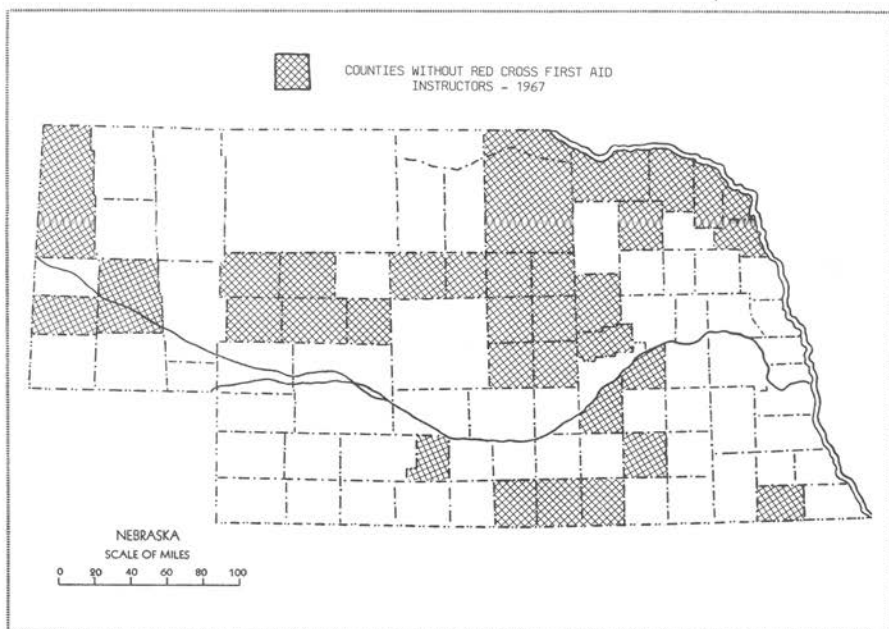 COUNTIES WITHOUT RED CROSS FIRST AID
INSTRUCTORS - 1967
NEBRASKA
SCALE OF MILES
0 20 40 60 80 100